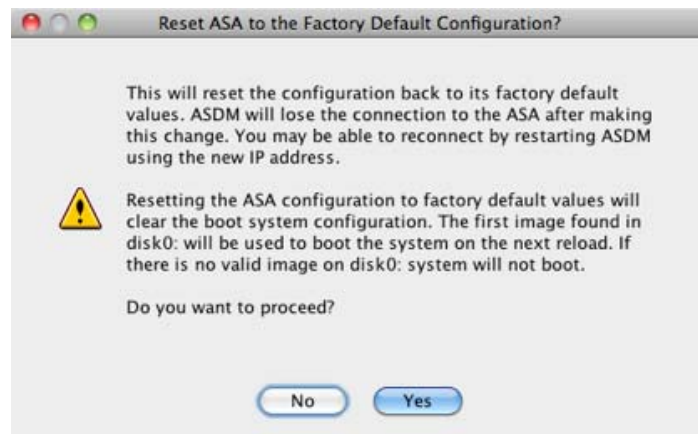 Reset ASA to the Factory Default Configuration?
This will reset the configuration back to its factory default
values. ASDM will lose the connection to the ASA after making
this change. You may be able to reconnect by restarting ASDM
using the new IP address.
Resetting the ASA configuration to factory default values will
clear the boot system configuration. The first image found in
disk0: will be used to boot the system on the next reload. If
there is no valid image on disk0: system will not boot.
Do you want to proceed?
No
Yes